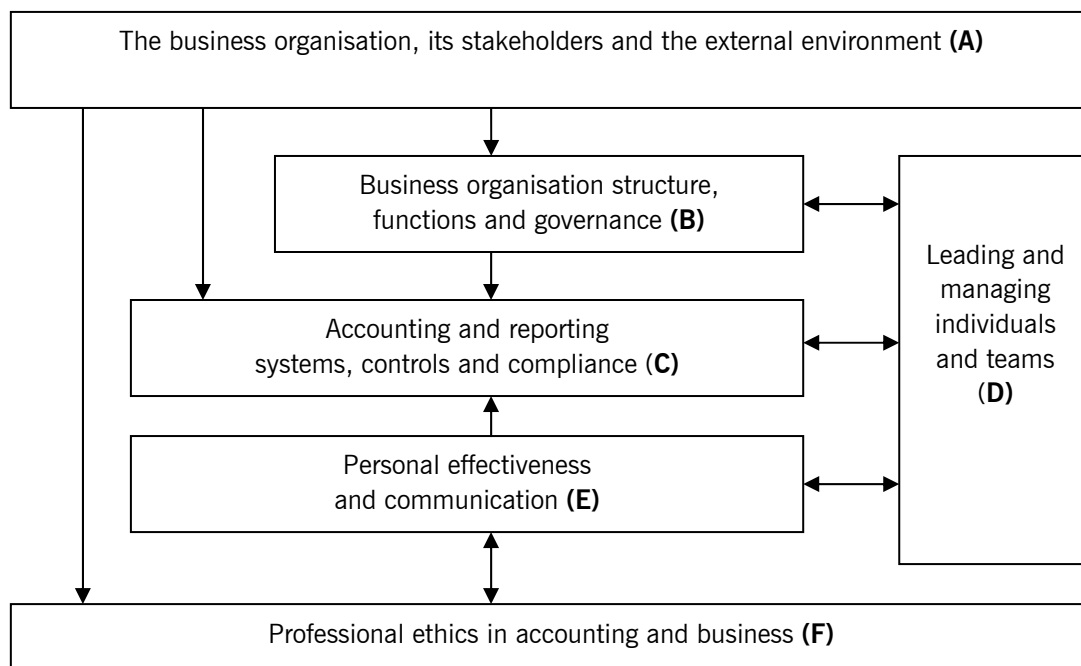 The business organisation, its stakeholders and the external environment (A)
Business organisation structure,
functions and governance (B)
Leading and
managing
individuals
and teams
(D)
Accounting and reporting
systems, controls and compliance (C)
Personal effectiveness
and communication (E)
Professional ethics in accounting and business (F)